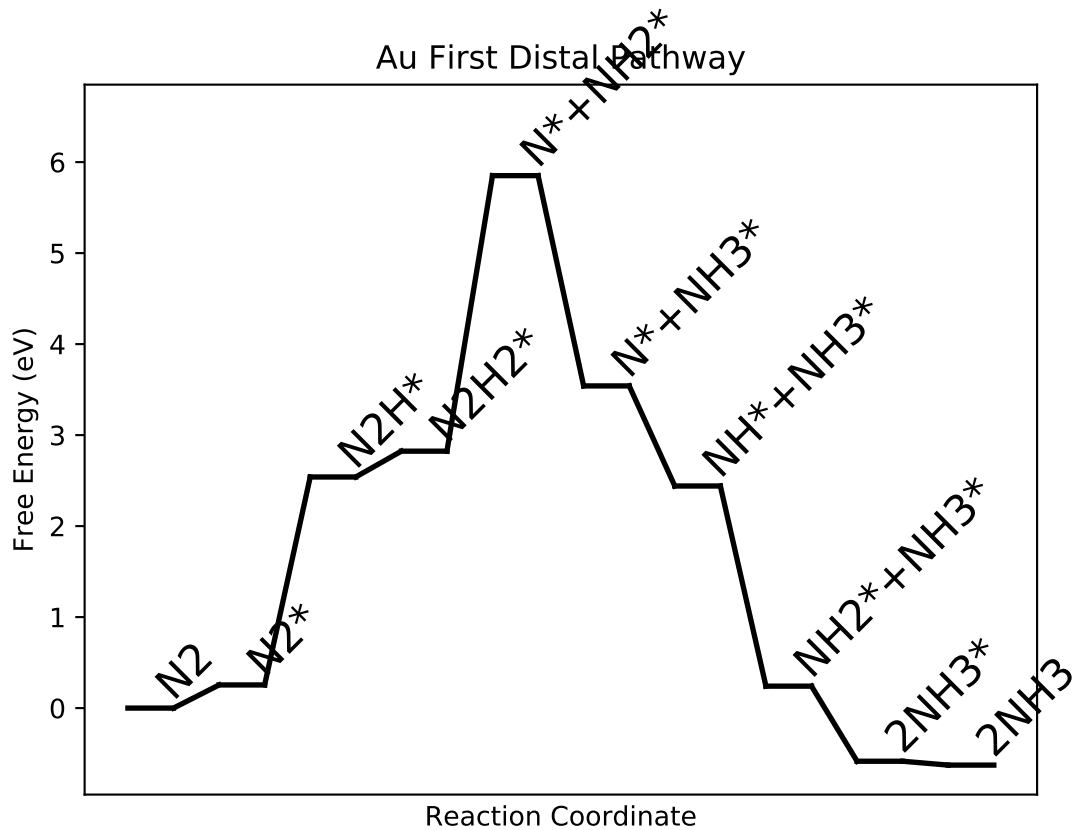 Au First Distal Pathway
Free Energy (eV)
6
5
4
3
2
1
0
N2
N2*
N2H*
N2H2*
N*+NH2*
N*+NH3*
NH*+NH3*
NH2*+NH3*
2NH3*
2NH3
Reaction Coordinate